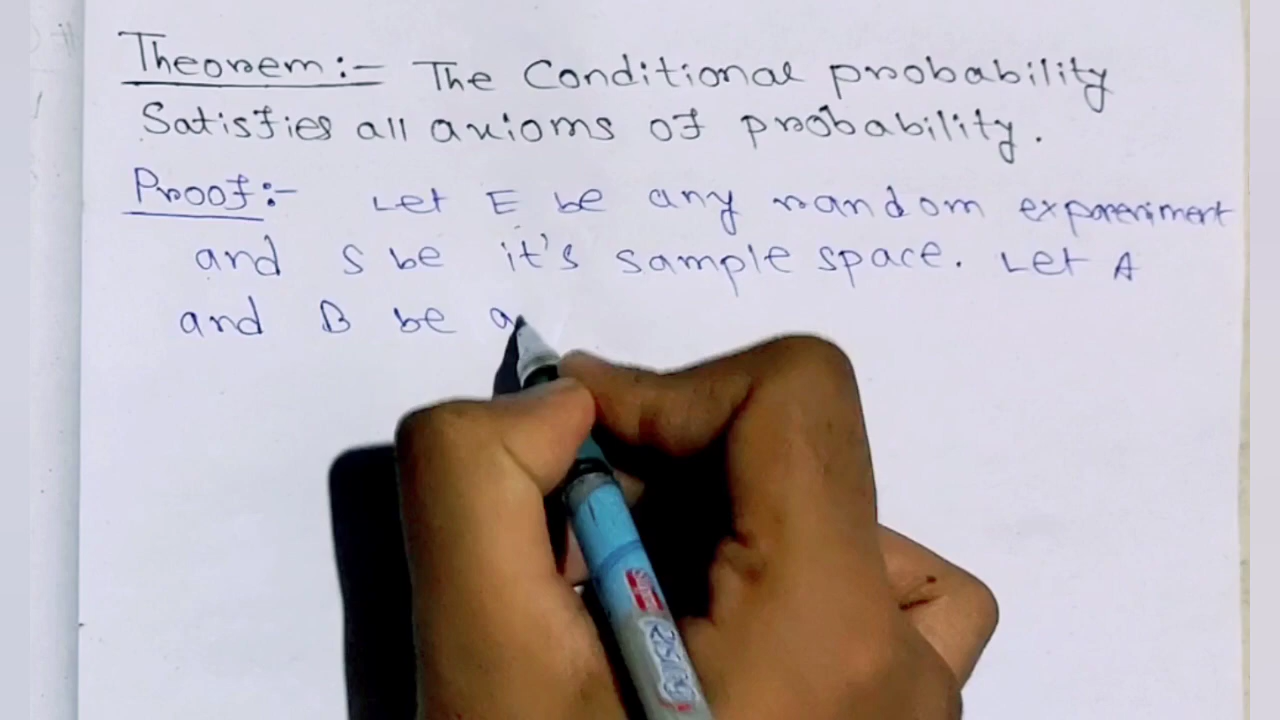 Theorem :- The Conditional probability
Satisfies all axioms of probability.
Proof :- Let E be any random experiment
and S be it's sample space. Let A
and B be a